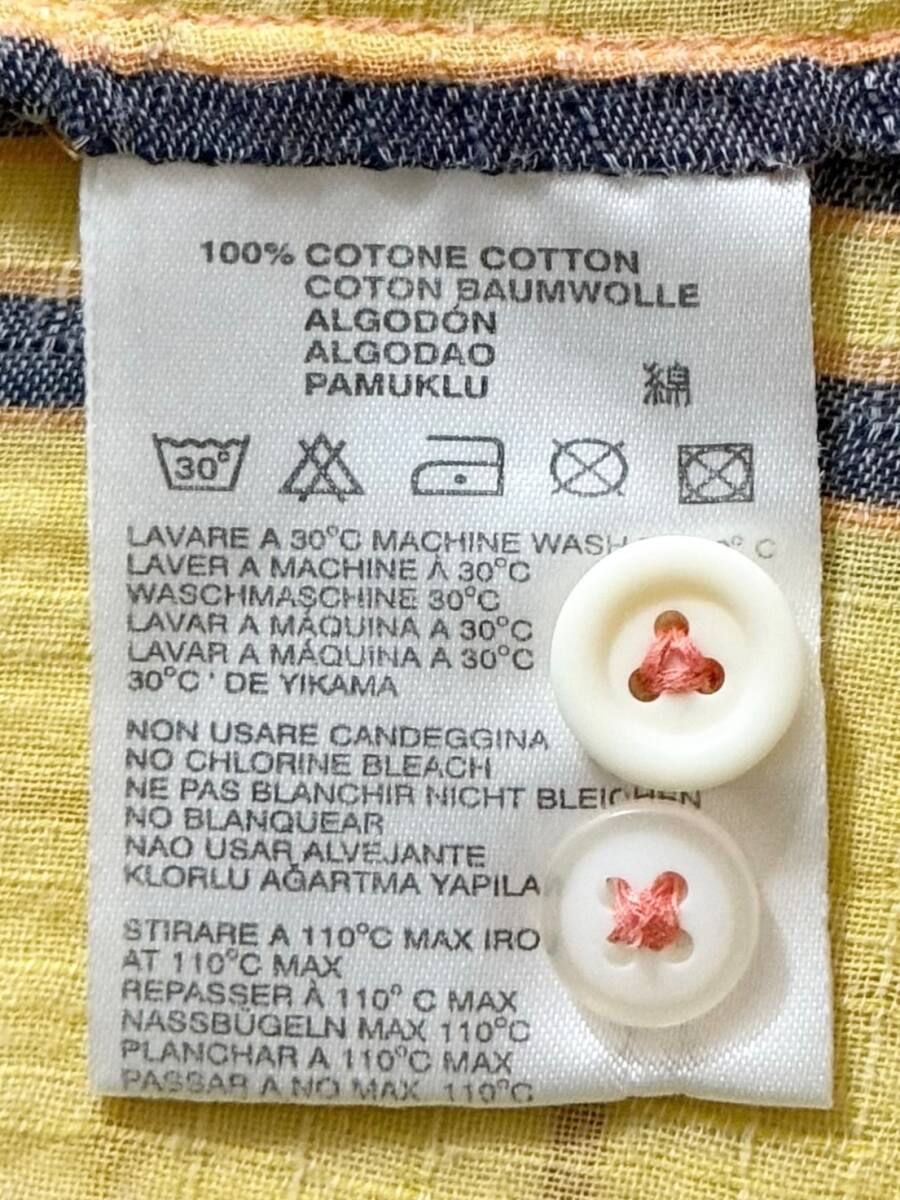 100% COTONE COTTON
COTON BAUMWOLLE
ALGODÓN
ALGODAO
PAMUKLU 綿
30°
LAVARE A 30°C MACHINE WASH ° C
LAVER A MACHINE À 30°C
WASCHMASCHINE 30°C
LAVAR A MÁQUINA A 30°C
LAVAR A MÁQUINA A 30°C
30°C ' DE YIKAMA
NON USARE CANDEGGINA
NO CHLORINE BLEACH
NE PAS BLANCHIR NICHT BLEICHEN
NO BLANQUEAR
NAO USAR ALVEJANTE
KLORLU AĞARTMA YAPILA
STIRARE A 110°C MAX IRO
AT 110°C MAX
REPASSER À 110° C MAX
NASSBÜGELN MAX 110°C
PLANCHAR A 110°C MAX
PASSAR A NO MAX 110°C